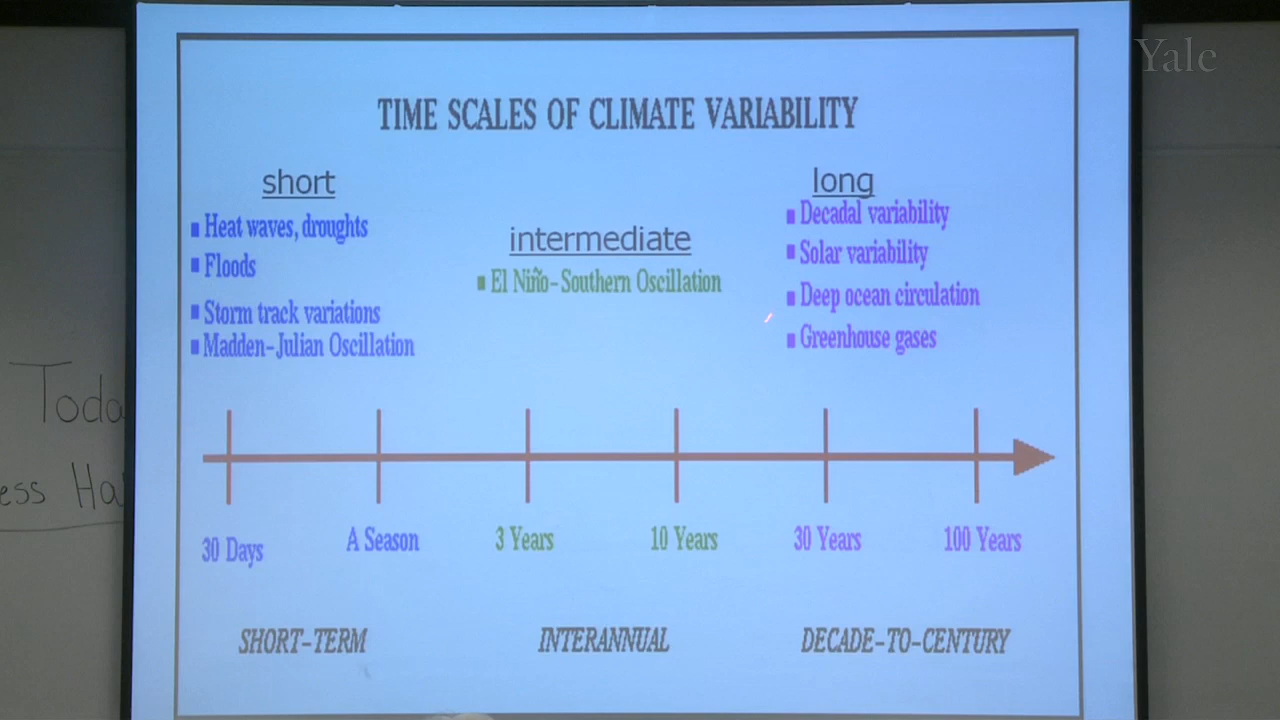 Yale
TIME SCALES OF CLIMATE VARIABILITY
short
Heat waves, droughts
Floods
Storm track variations
Madden-Julian Oscillation
intermediate
El Niño-Southern Oscillation
long
Decadal variability
Solar variability
Deep ocean circulation
Greenhouse gases
30 Days
A Season
3 Years
10 Years
30 Years
100 Years
SHORT-TERM
INTERANNUAL
DECADE-TO-CENTURY
Toda
ess Ha